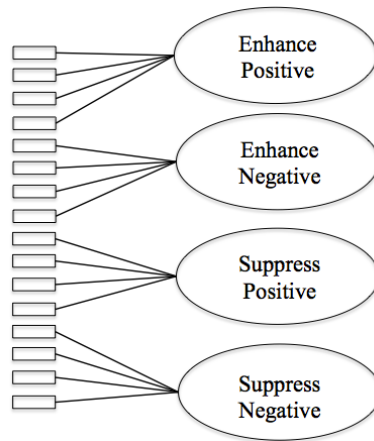 Enhance
Positive
Enhance
Negative
Suppress
Positive
Suppress
Negative